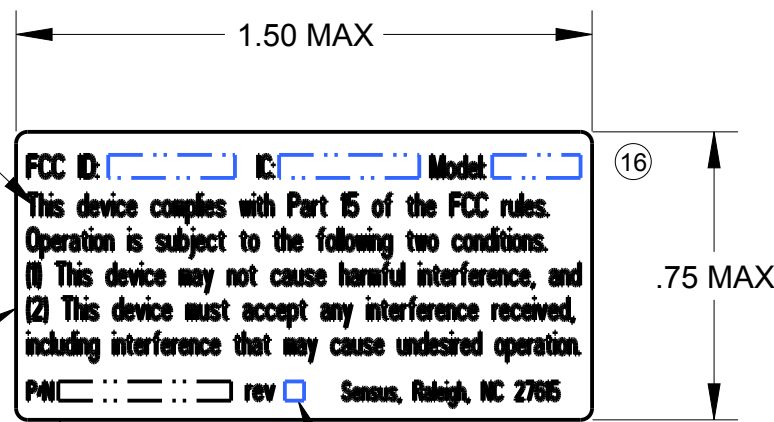 1.50 MAX
FCC ID: IC: Model:
16
This device complies with Part 15 of the FCC rules.
Operation is subject to the following two conditions.
(1) This device may not cause harmful interference, and
.75 MAX
(2) This device must accept any interference received,
including interference that may cause undesired operation.
P/N rev Sensus, Raleigh, NC 27615